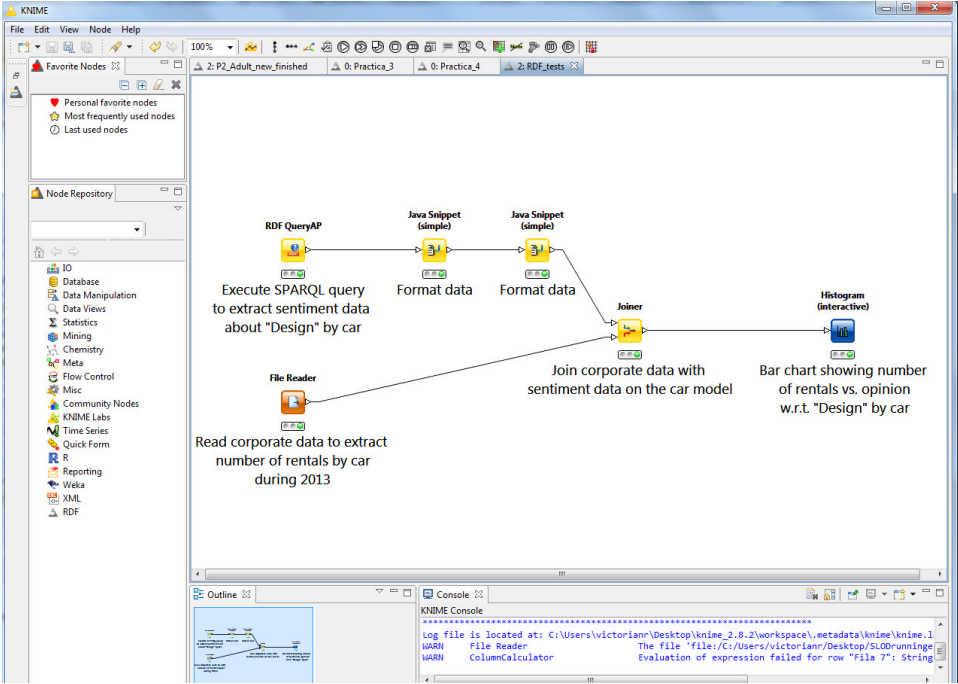 KNIME
File Edit View Node Help
100%
Favorite Nodes
Personal favorite nodes
Most frequently used nodes
Last used nodes
Node Repository
IO
Database
Data Manipulation
Data Views
Statistics
Mining
Chemistry
Meta
Flow Control
Misc
Community Nodes
KNIME Labs
Time Series
Quick Form
R R
Reporting
Weka
XML
RDF
2: P2_Adult_new_finished 0: Practica_3 0: Practica_4 2: RDF_tests
RDF QueryAP
Execute SPARQL query
to extract sentiment data
about "Design" by car
Java Snippet
(simple)
Format data
Java Snippet
(simple)
Format data
File Reader
Read corporate data to extract
number of rentals by car
during 2013
Joiner
Join corporate data with
sentiment data on the car model
Histogram
(interactive)
Bar chart showing number
of rentals vs. opinion
w.r.t. "Design" by car
Outline
Console
KNIME Console
Log file is located at: C:\Users\victorianr\Desktop\knime_2.8.2\workspace\.metadata\knime\knime.l
WARN File Reader The file 'file:/C:/Users/victorianr/Desktop/SLODrunninge
WARN ColumnCalculator Evaluation of expression failed for row "Fila 7": String